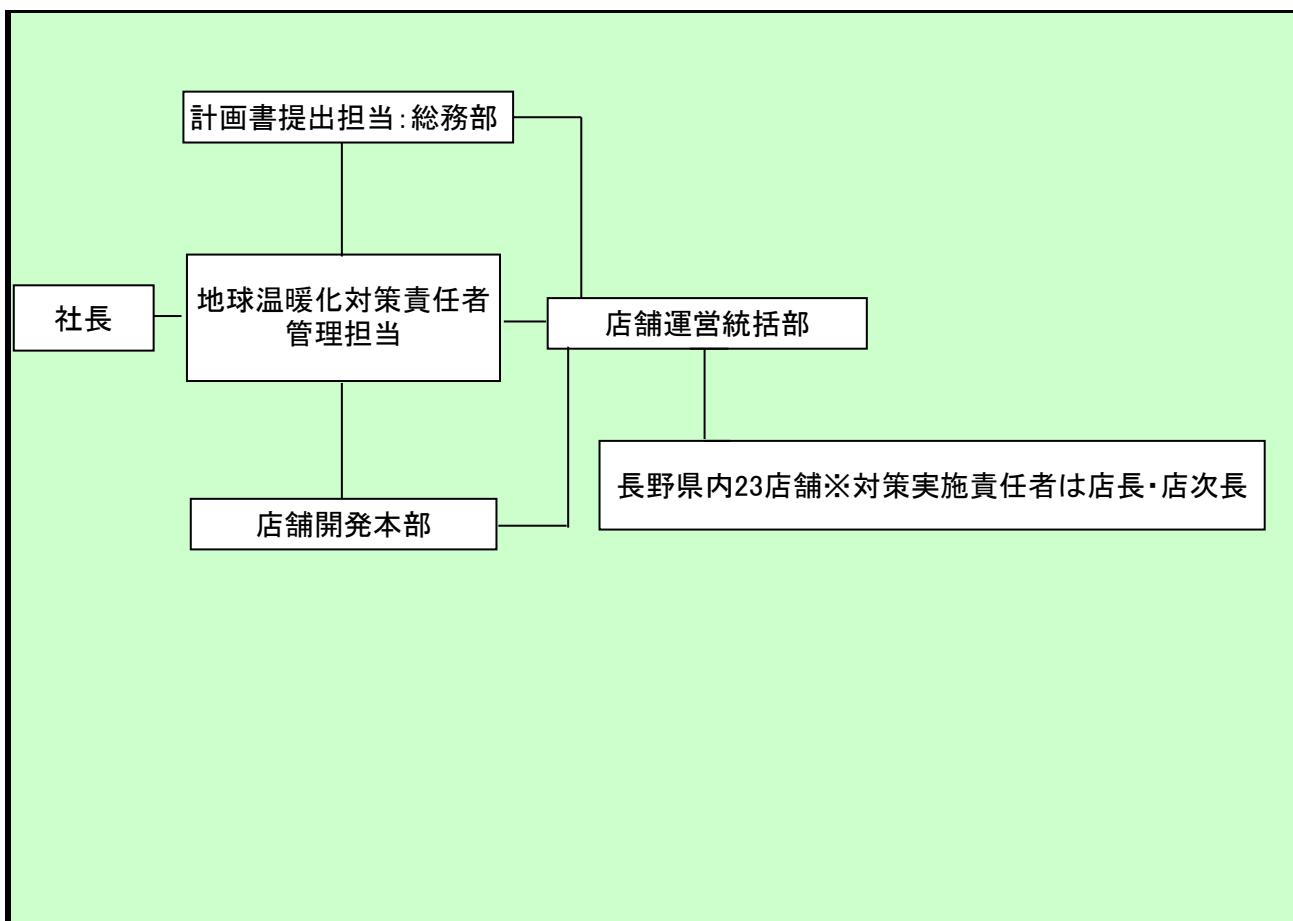 計画書提出担当：総務部
社長
地球温暖化対策責任者
管理担当
店舗運営統括部
長野県内23店舗※対策実施責任者は店長・店次長
店舗開発本部